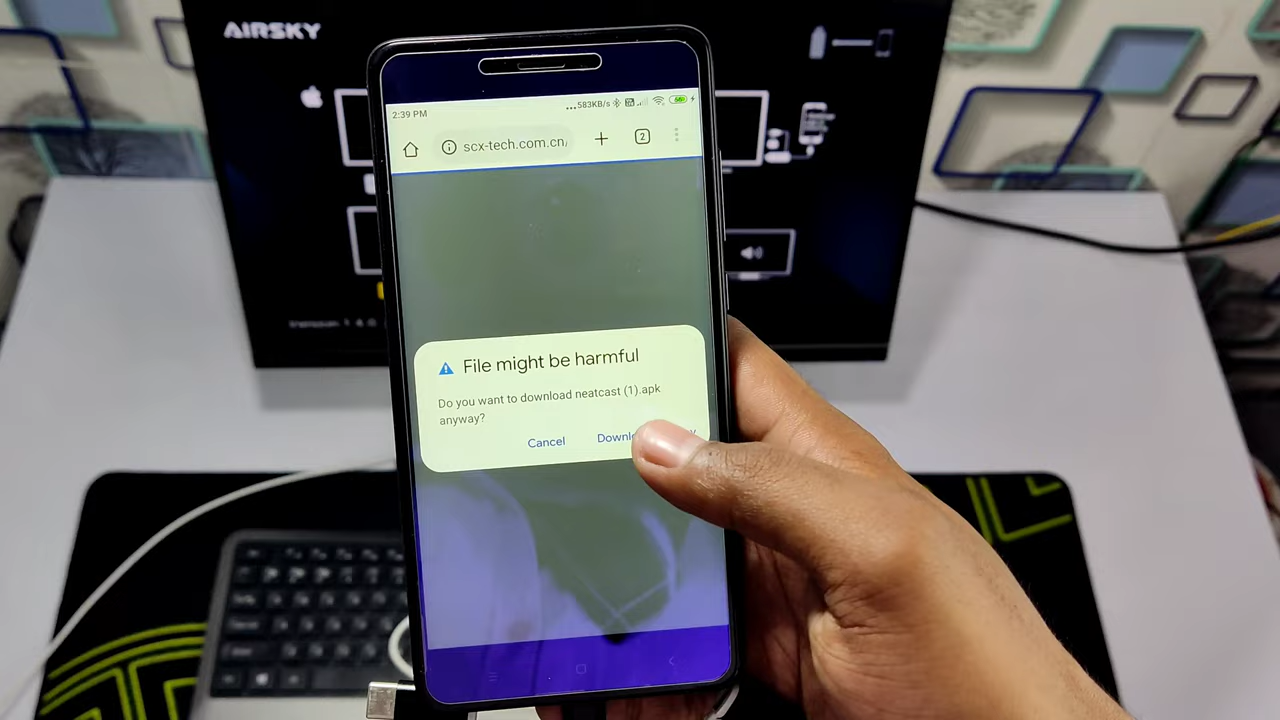 AIRSKY
2:39 PM
583KB/s
scx-tech.com.cn/
2
File might be harmful
Do you want to download neatcast (1).apk
anyway?
Cancel